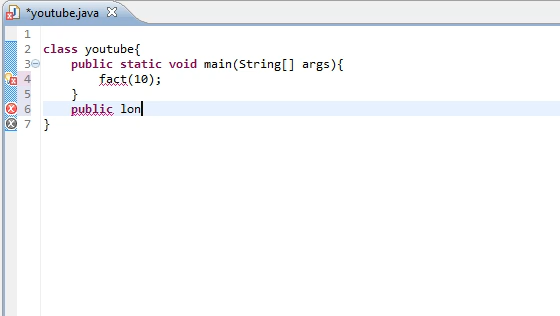 *youtube.java
1
2 class youtube{
3 public static void main(String[] args){
4 fact(10);
5 }
6 public lon
7 }